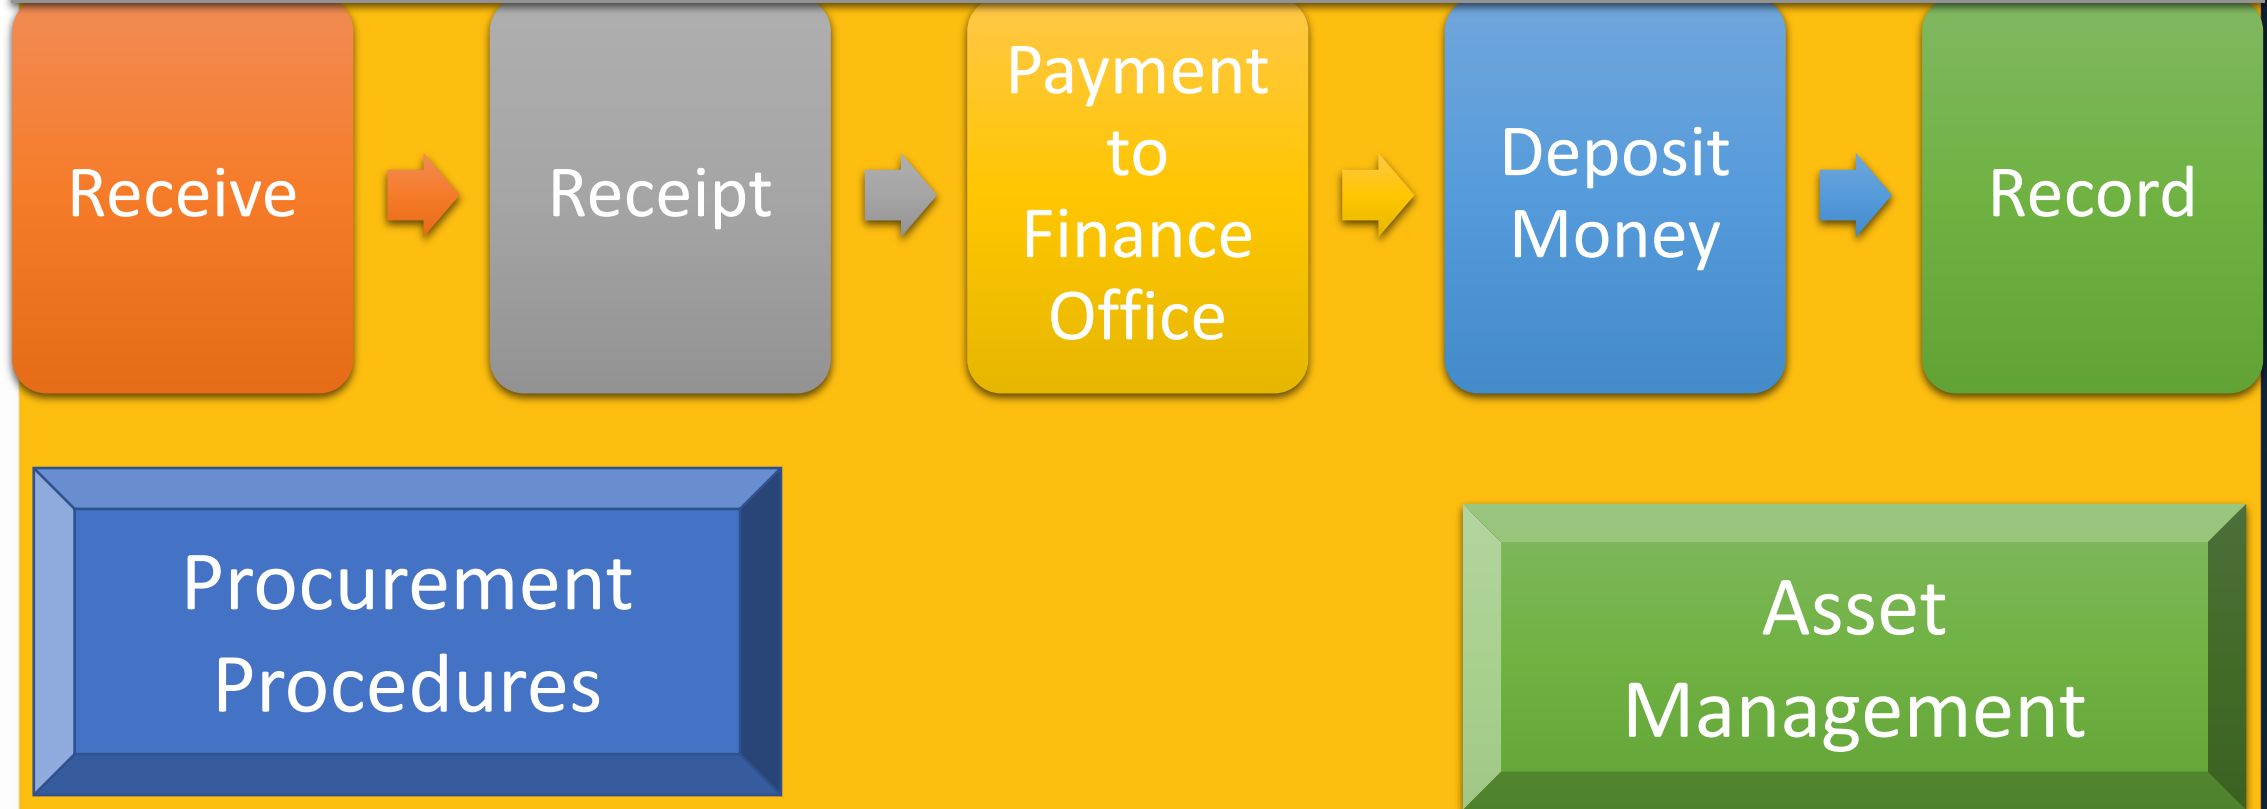 Receive
Receipt
Payment
to
Finance
Office
Deposit
Money
Record
Procurement
Procedures
Asset
Management